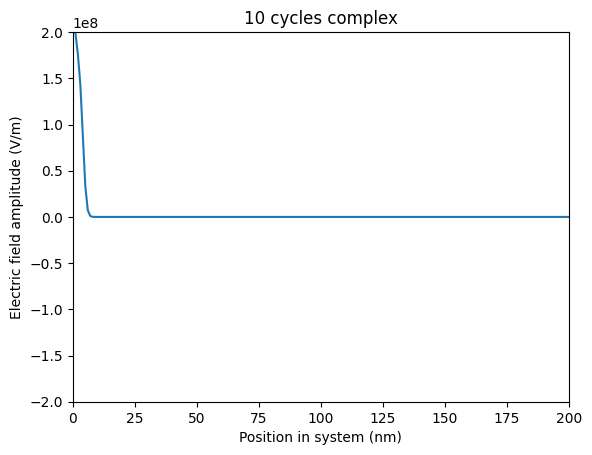 10 cycles complex
1e8
2.0
1.5
1.0
0.5
0.0
−0.5
−1.0
−1.5
−2.0
Electric field amplitude (V/m)
0 25 50 75 100 125 150 175 200
Position in system (nm)